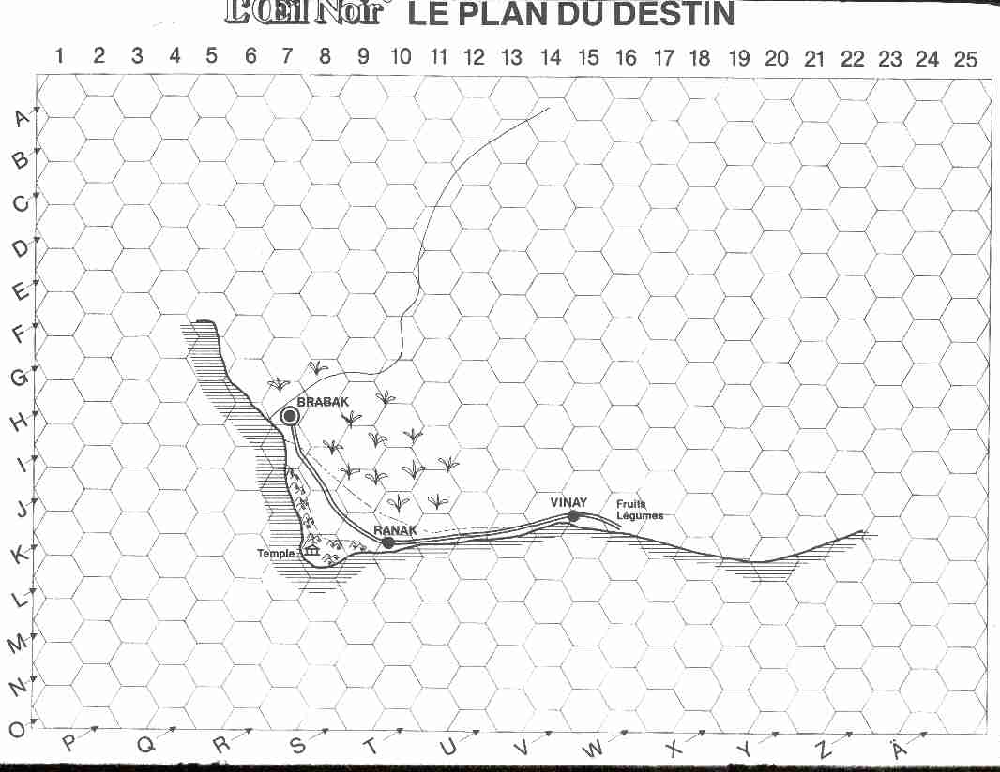 L'Œil Noir® LE PLAN DU DESTIN
1 2 3 4 5 6 7 8 9 10 11 12 13 14 15 16 17 18 19 20 21 22 23 24 25
A
B
C
D
E
F
G
BRABAK
H
I
J
VINAY
Fruits
Légumes
RANAK
K
Temple
L
M
N
O
P Q R S T U V W X Y Z Ä